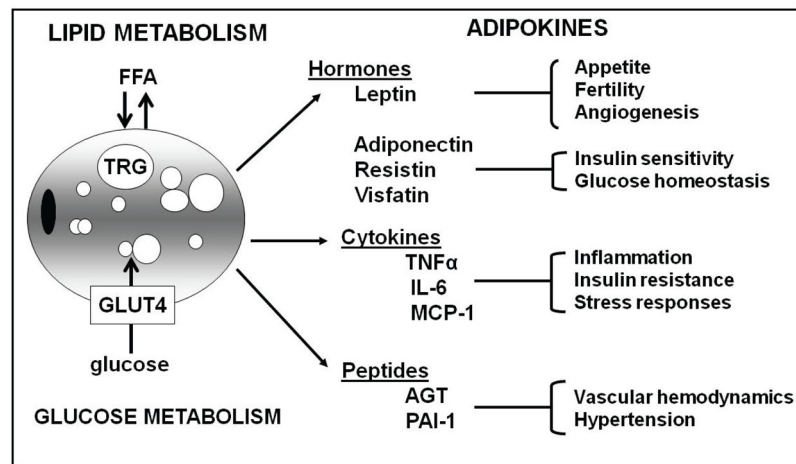 LIPID METABOLISM
FFA
TRG
GLUT4
glucose
GLUCOSE METABOLISM
ADIPOKINES
Hormones
Leptin
Appetite
Fertility
Angiogenesis
Adiponectin
Resistin
Visfatin
Insulin sensitivity
Glucose homeostasis
Cytokines
TNFα
IL-6
MCP-1
Inflammation
Insulin resistance
Stress responses
Peptides
AGT
PAI-1
Vascular hemodynamics
Hypertension